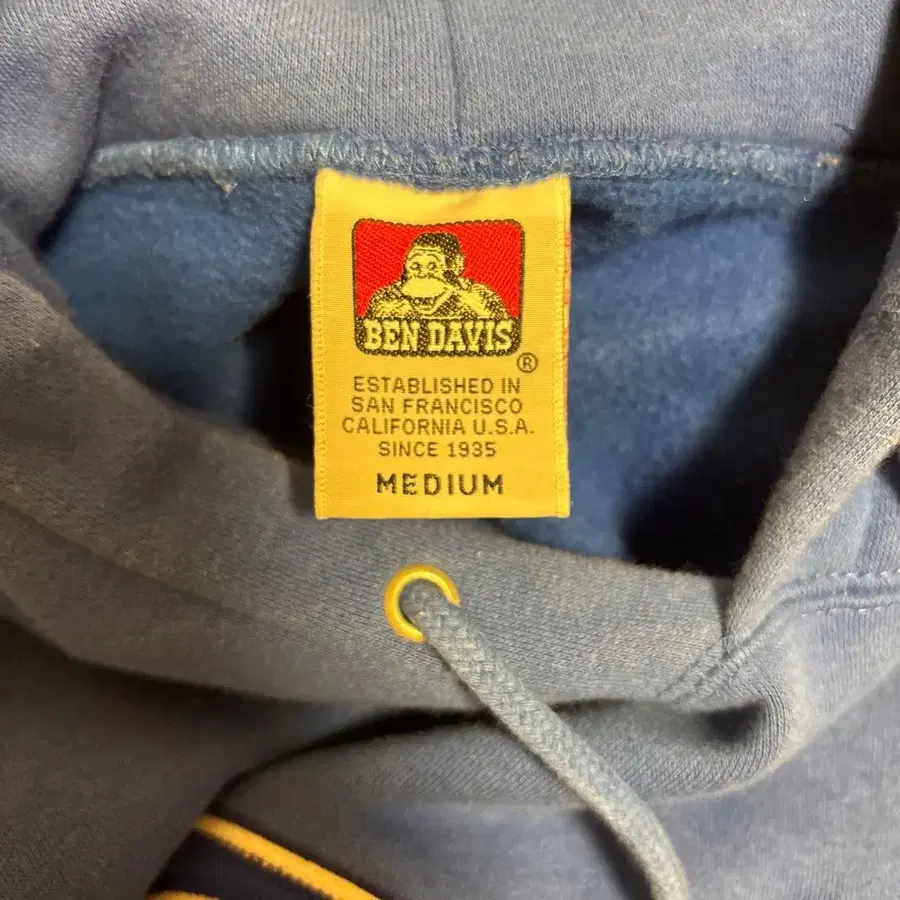 BEN DAVIS
®
ESTABLISHED IN
SAN FRANCISCO
CALIFORNIA U.S.A.
SINCE 1935
MEDIUM